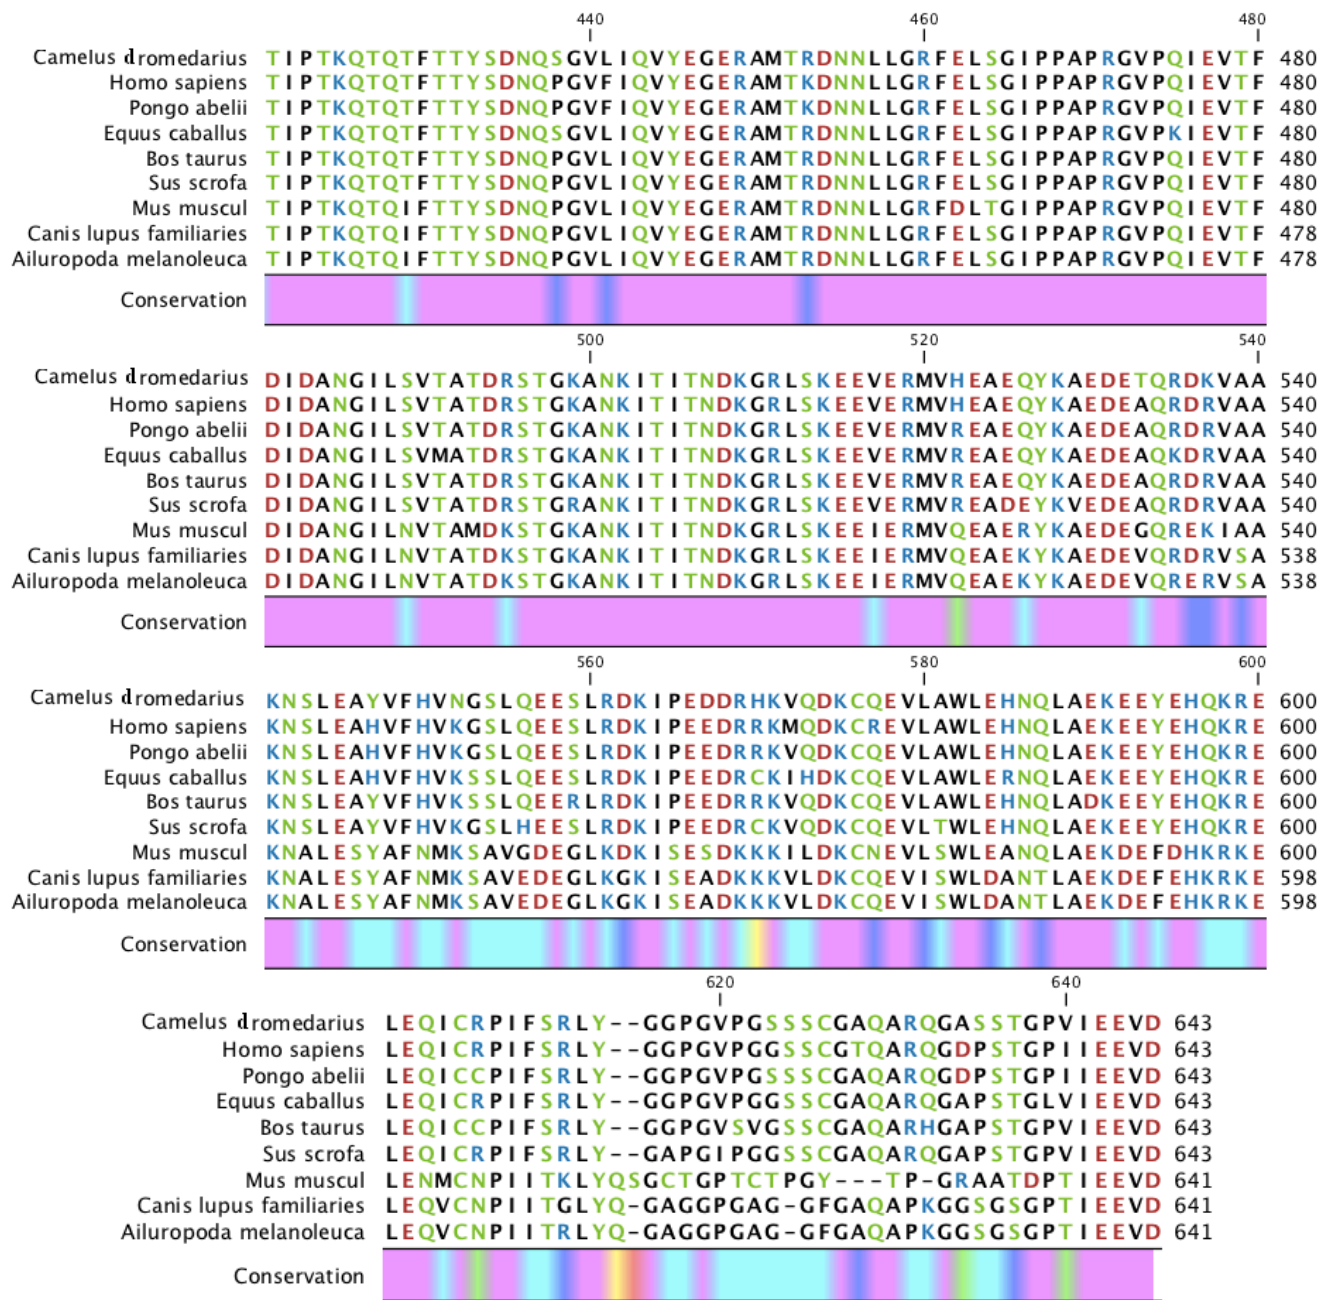 440 460 480
Camelus dromedarius TIPTKQTQTFTTYSDNQSGVLIQVYEGERAMTRDNNLLGRFELSGIPPAPRGVPQIEVTF 480
Homo sapiens TIPTKQTQTFTTYSDNQPGVFIQVYEGERAMTKDNNLLGRFELSGIPPAPRGVPQIEVTF 480
Pongo abelii TIPTKQTQTFTTYSDNQPGVFIQVYEGERAMTKDNNLLGRFELSGIPPAPRGVPQIEVTF 480
Equus caballus TIPTKQTQTFTTYSDNQSGVLIQVYEGERAMTRDNNLLGRFELSGIPPAPRGVPKIEVTF 480
Bos taurus TIPTKQTQTFTTYSDNQPGVLIQVYEGERAMTRDNNLLGRFELSGIPPAPRGVPQIEVTF 480
Sus scrofa TIPTKQTQTFTTYSDNQPGVLIQVYEGERAMTRDNNLLGRFELSGIPPAPRGVPQIEVTF 480
Mus muscul TIPTKQTQIFTTYSDNQPGVLIQVYEGERAMTRDNNLLGRFDLTGIPPAPRGVPQIEVTF 480
Canis lupus familiaries TIPTKQTQIFTTYSDNQPGVLIQVYEGERAMTRDNNLLGRFELSGIPPAPRGVPQIEVTF 478
Ailuropoda melanoleuca TIPTKQTQIFTTYSDNQPGVLIQVYEGERAMTRDNNLLGRFELSGIPPAPRGVPQIEVTF 478
Conservation
500 520 540
Camelus dromedarius DIDANGILSVTATDRSTGKANKITITNDKGRLSKEEVERMVHEAEQYKAEDETQRDKVAA 540
Homo sapiens DIDANGILSVTATDRSTGKANKITITNDKGRLSKEEVERMVHEAEQYKAEDEAQRDRVAA 540
Pongo abelii DIDANGILSVTATDRSTGKANKITITNDKGRLSKEEVERMVREAEQYKAEDEAQRDRVAA 540
Equus caballus DIDANGILSVMATDRSTGKANKITITNDKGRLSKEEVERMVREAEQYKAEDEAQKDRVAA 540
Bos taurus DIDANGILSVTATDRSTGKANKITITNDKGRLSKEEVERMVREAEQYKAEDEAQRDRVAA 540
Sus scrofa DIDANGILSVTATDRSTGRANKITITNDKGRLSKEEVERMVREADEYKVEDEAQRDRVAA 540
Mus muscul DIDANGILNVTAMDKSTGKANKITITNDKGRLSKEEIERMVQEAERYKAEDEGQREKIAA 540
Canis lupus familiaries DIDANGILNVTATDKSTGKANKITITNDKGRLSKEEIERMVQEAEKYKAEDEVQRDRVSA 538
Ailuropoda melanoleuca DIDANGILNVTATDKSTGKANKITITNDKGRLSKEEIERMVQEAEKYKAEDEVQRERVSA 538
Conservation
560 580 600
Camelus dromedarius KNSLEAYVFHVNGSLQEESLRDKIPEDDRHKVQDKCQEVLAWLEHNQLAEKEEYEHQKRE 600
Homo sapiens KNSLEAHVFHVKGSLQEESLRDKIPEEDRRKMQDKCREVLAWLEHNQLAEKEEYEHQKRE 600
Pongo abelii KNSLEAHVFHVKGSLQEESLRDKIPEEDRRKVQDKCQEVLAWLEHNQLAEKEEYEHQKRE 600
Equus caballus KNSLEAHVFHVKSSLQEESLRDKIPEEDRCKIHDKCQEVLAWLERNQLAEKEEYEHQKRE 600
Bos taurus KNSLEAYVFHVKSSLQEERLRDKIPEEDRRKVQDKCQEVLAWLEHNQLADKEEYEHQKRE 600
Sus scrofa KNSLEAYVFHVKGSLHEESLRDKIPEEDRCKVQDKCQEVLTWLEHNQLAEKEEYEHQKRE 600
Mus muscul KNALESYAFNMKSAVGDEGLKDKISESDKKKILDKCNEVLSWLEANQLAEKDEFDHKRKE 600
Canis lupus familiaries KNALESYAFNMKSAVEDEGLKGKISEADKKKVLDKCQEVISWLDANTLAEKDEFEHKRKE 598
Ailuropoda melanoleuca KNALESYAFNMKSAVEDEGLKGKISEADKKKVLDKCQEVISWLDANTLAEKDEFEHKRKE 598
Conservation
620 640
Camelus dromedarius LEQICRPIFSRLY--GGPGVPGSSSCGAQARQGASSTGPVIEEVD 643
Homo sapiens LEQICRPIFSRLY--GGPGVPGGSSCGTQARQGDPSTGPIIEEVD 643
Pongo abelii LEQICCPIFSRLY--GGPGVPGSSSCGAQARQGDPSTGPIIEEVD 643
Equus caballus LEQICRPIFSRLY--GGPGVPGGSSCGAQARQGAPSTGLVIEEVD 643
Bos taurus LEQICCPIFSRLY--GGPGVSVGSSCGAQARHGAPSTGPVIEEVD 643
Sus scrofa LEQICRPIFSRLY--GAPGIPGGSSCGAQARQGAPSTGPVIEEVD 643
Mus muscul LENMCNPIITKLYQSGCTGPTCTPGY---TP-GRAATDPTIEEVD 641
Canis lupus familiaries LEQVCNPIITGLYQ-GAGGPGAG-GFGAQAPKGGSGSGPTIEEVD 641
Ailuropoda melanoleuca LEQVCNPIITRLYQ-GAGGPGAG-GFGAQAPKGGSGSGPTIEEVD 641
Conservation